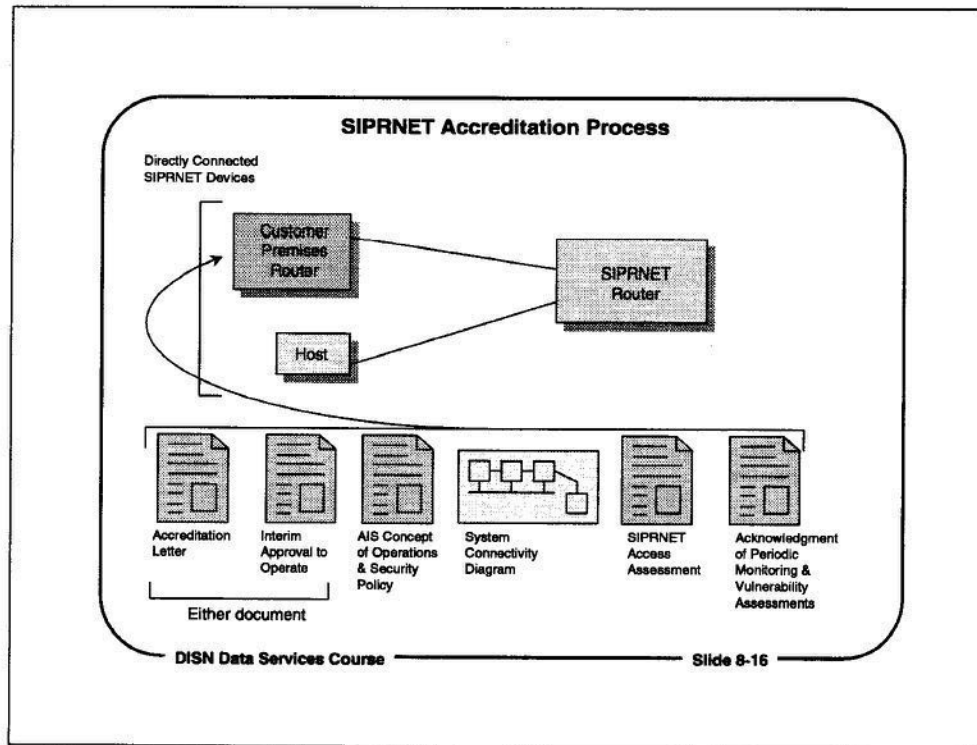 SIPRNET Accreditation Process
Directly Connected
SIPRNET Devices
Customer
Premises
Router
SIPRNET
Router
Host
Accreditation
Letter
Interim
Approval to
Operate
AIS Concept
of Operations
& Security
Policy
System
Connectivity
Diagram
SIPRNET
Access
Assessment
Acknowledgment
of Periodic
Monitoring &
Vulnerability
Assessments
Either document
DISN Data Services Course
Slide 8-16